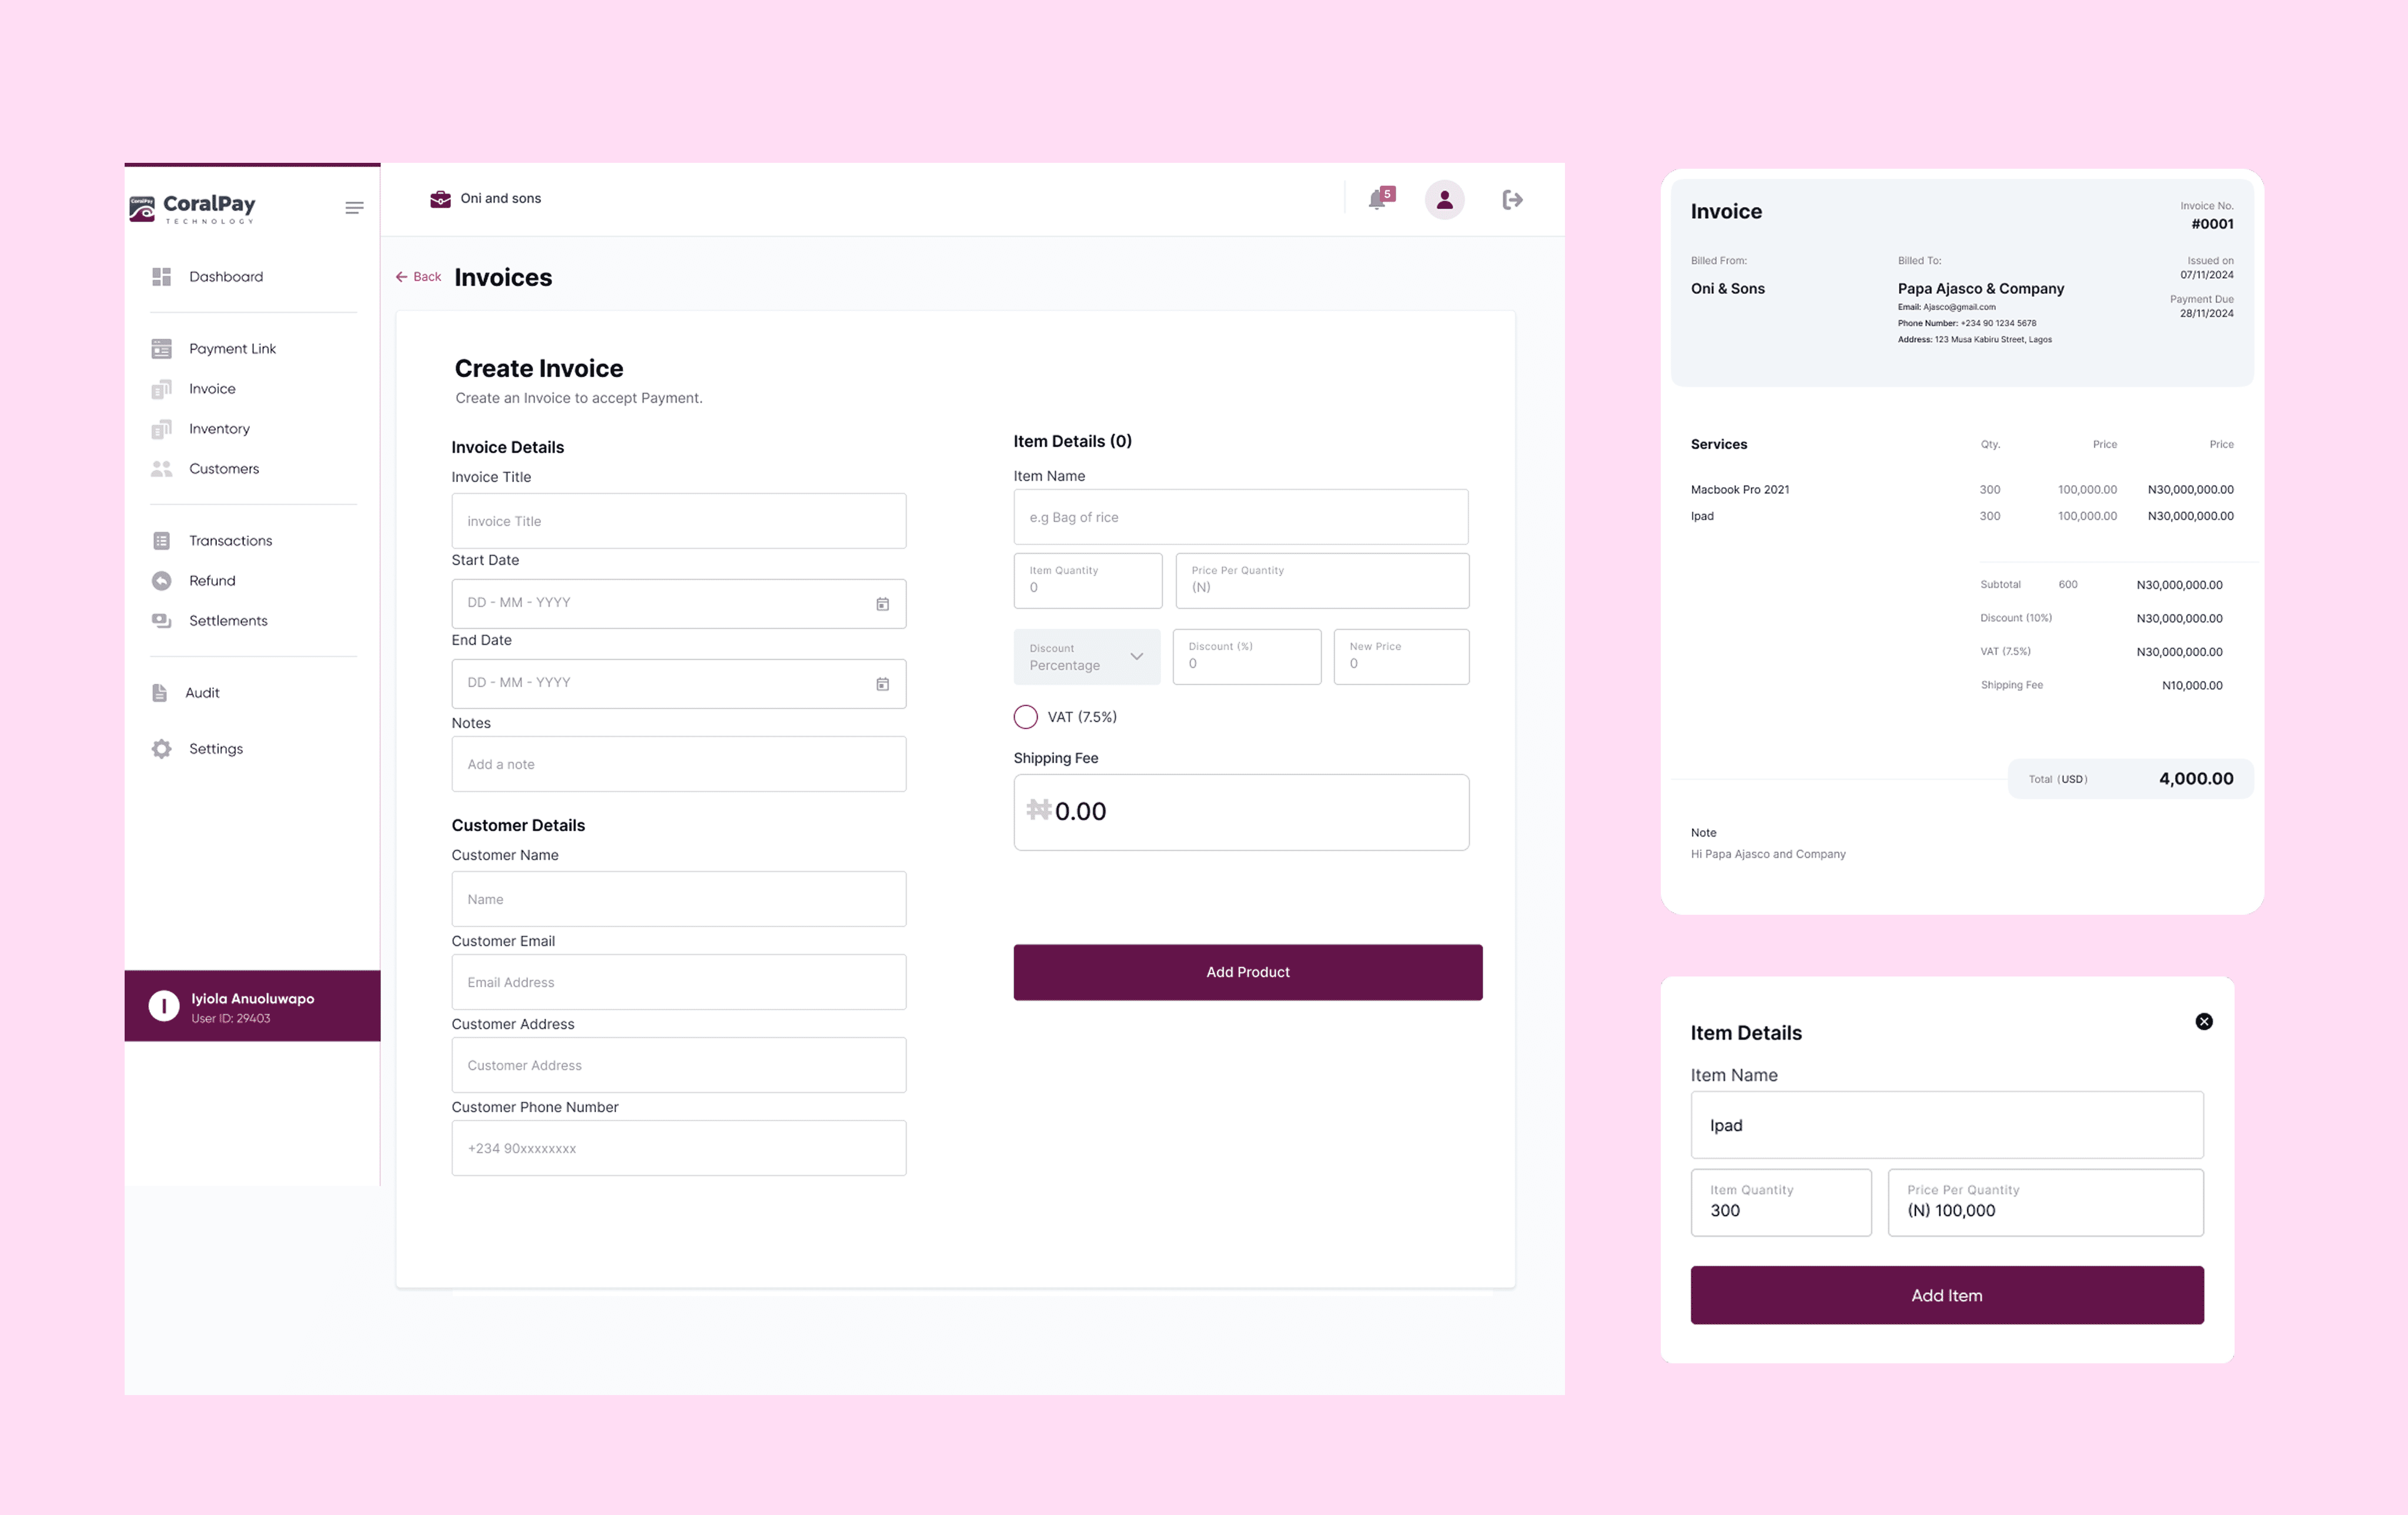 CoralPay
CoralPay
TECHNOLOGY
Dashboard
Payment Link
Invoice
Inventory
Customers
Transactions
Refund
Settlements
Audit
Settings
I
Iyiola Anuoluwapo
User ID: 29403
Oni and sons
5
Back
Invoices
Create Invoice
Create an Invoice to accept Payment.
Invoice Details
Invoice Title
invoice Title
Start Date
DD - MM - YYYY
End Date
DD - MM - YYYY
Notes
Add a note
Customer Details
Customer Name
Name
Customer Email
Email Address
Customer Address
Customer Address
Customer Phone Number
+234 90xxxxxxxx
Item Details (0)
Item Name
e.g Bag of rice
Item Quantity
0
Price Per Quantity
(N)
Discount
Percentage
Discount (%)
0
New Price
0
VAT (7.5%)
Shipping Fee
₦0.00
Add Product
Invoice
Invoice No.
#0001
Billed From:
Oni & Sons
Billed To:
Papa Ajasco & Company
Email: Ajasco@gmail.com
Phone Number: +234 90 1234 5678
Address: 123 Musa Kabiru Street, Lagos
Issued on
07/11/2024
Payment Due
28/11/2024
Services Qty. Price Price
Macbook Pro 2021 300 100,000.00 N30,000,000.00
Ipad 300 100,000.00 N30,000,000.00
Subtotal 600 N30,000,000.00
Discount (10%) N30,000,000.00
VAT (7.5%) N30,000,000.00
Shipping Fee N10,000.00
Total (USD) 4,000.00
Note
Hi Papa Ajasco and Company
Item Details
Item Name
Ipad
Item Quantity
300
Price Per Quantity
(N) 100,000
Add Item